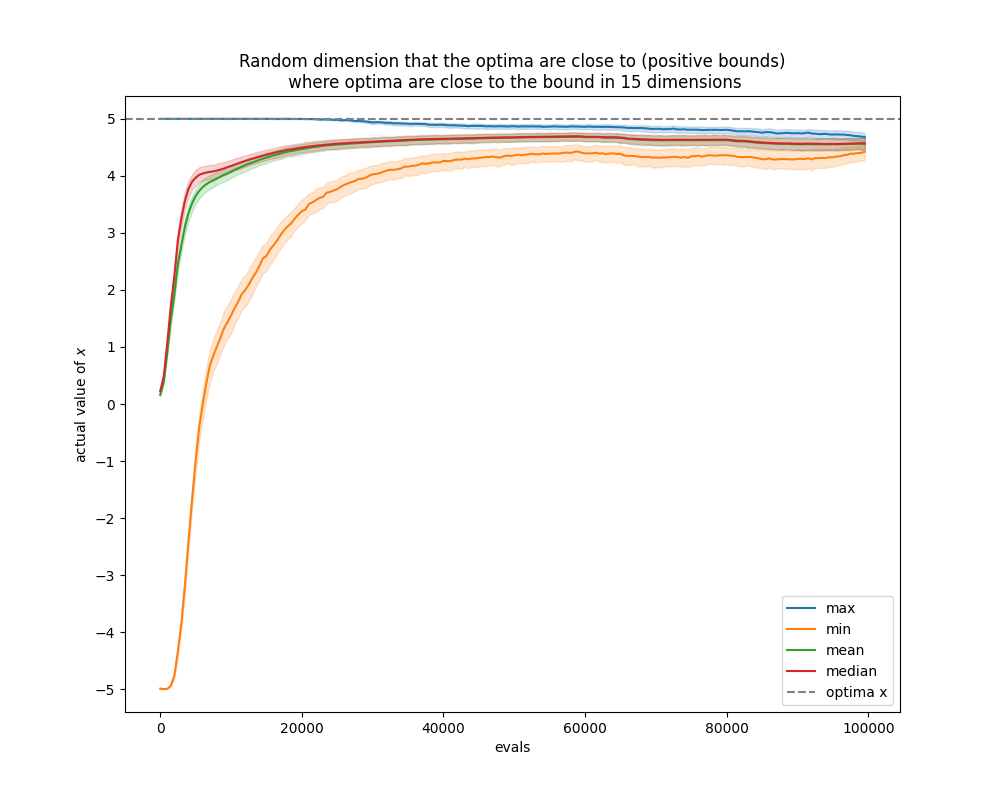 Random dimension that the optima are close to (positive bounds)
where optima are close to the bound in 15 dimensions
5
4
3
2
1
0
−1
−2
−3
−4
−5
actual value of x
0
20000
40000
60000
80000
100000
evals
max
min
mean
median
optima x